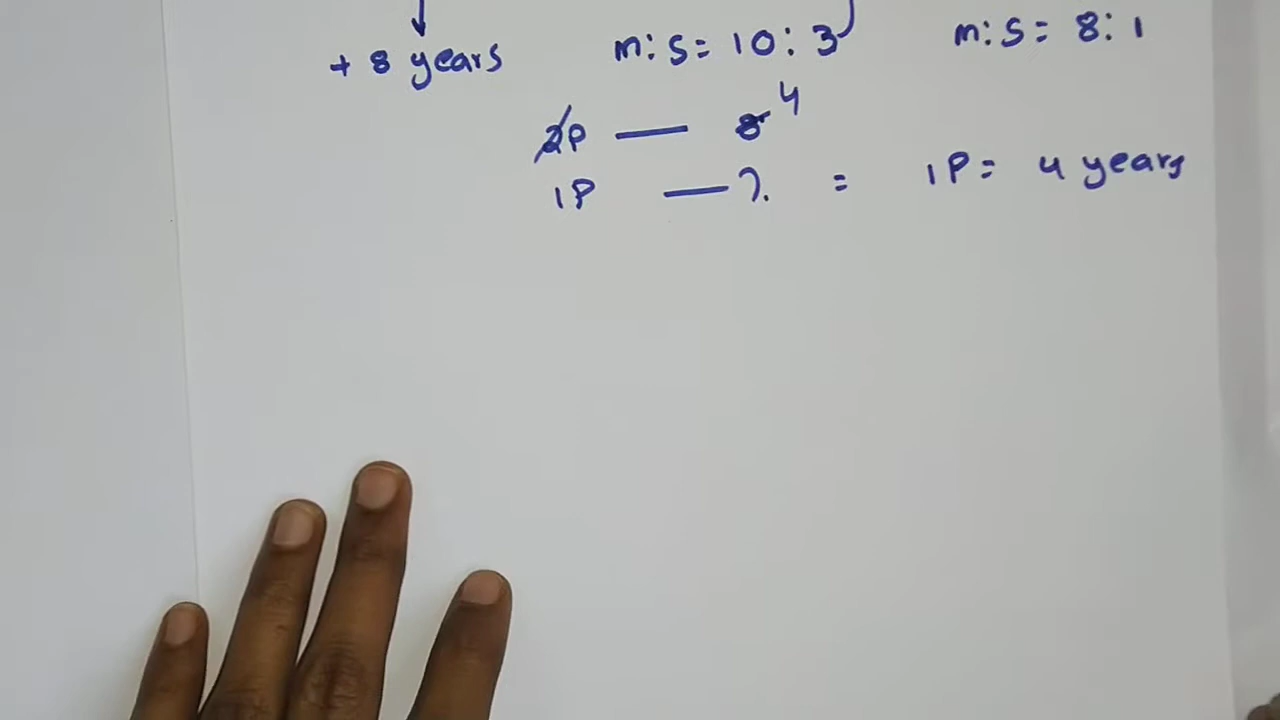 + 8 years m:s= 10:3 m:s= 8:1
2P — 8 4
1P — ? = 1P= 4 years